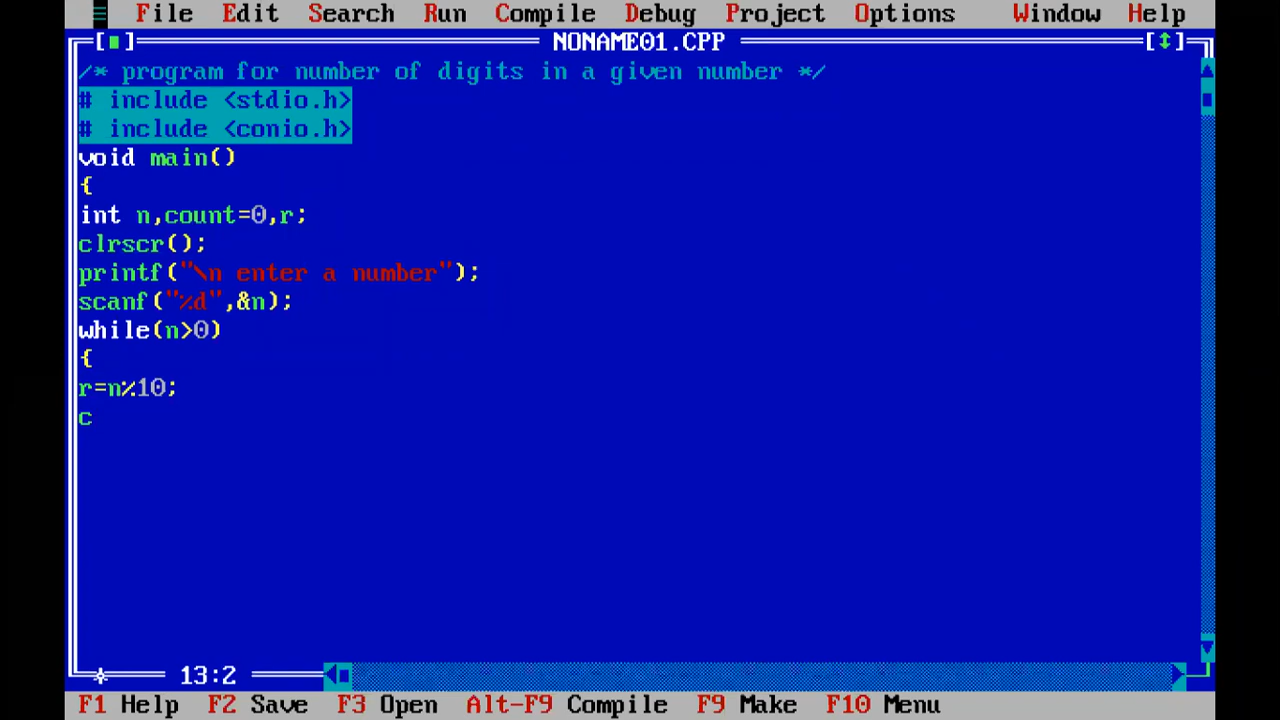 ≡ File Edit Search Run Compile Debug Project Options Window Help
[■] NONAME01.CPP [↕]
/* program for number of digits in a given number */
# include <stdio.h>
# include <conio.h>
void main()
{
int n,count=0,r;
clrscr();
printf("\n enter a number");
scanf("%d",&n);
while(n>0)
{
r=n%10;
c
13:2
F1 Help F2 Save F3 Open Alt-F9 Compile F9 Make F10 Menu